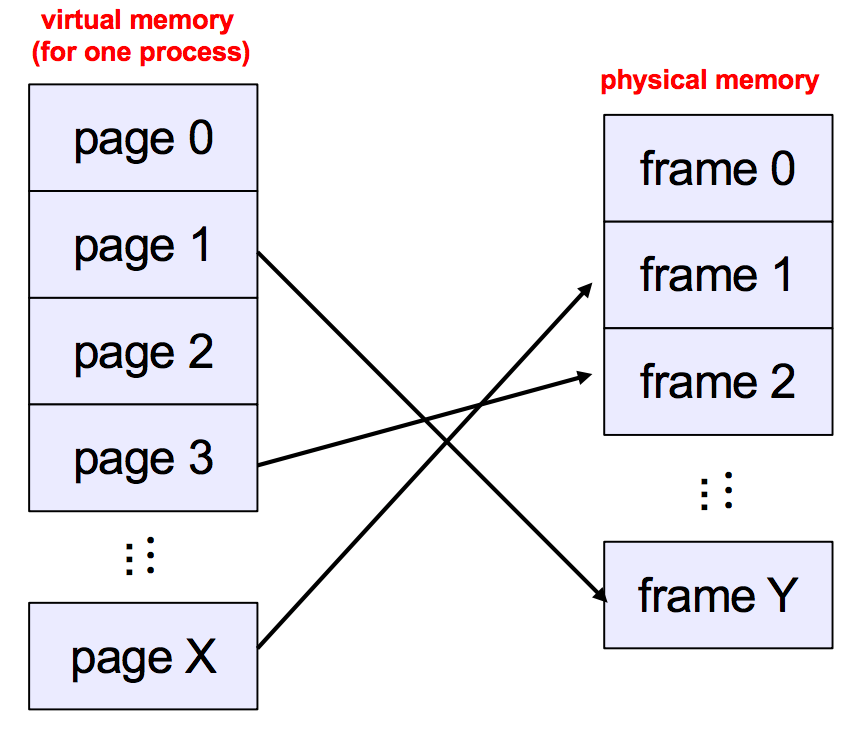 virtual memory
(for one process)
page 0
page 1
page 2
page 3
page X
physical memory
frame 0
frame 1
frame 2
frame Y